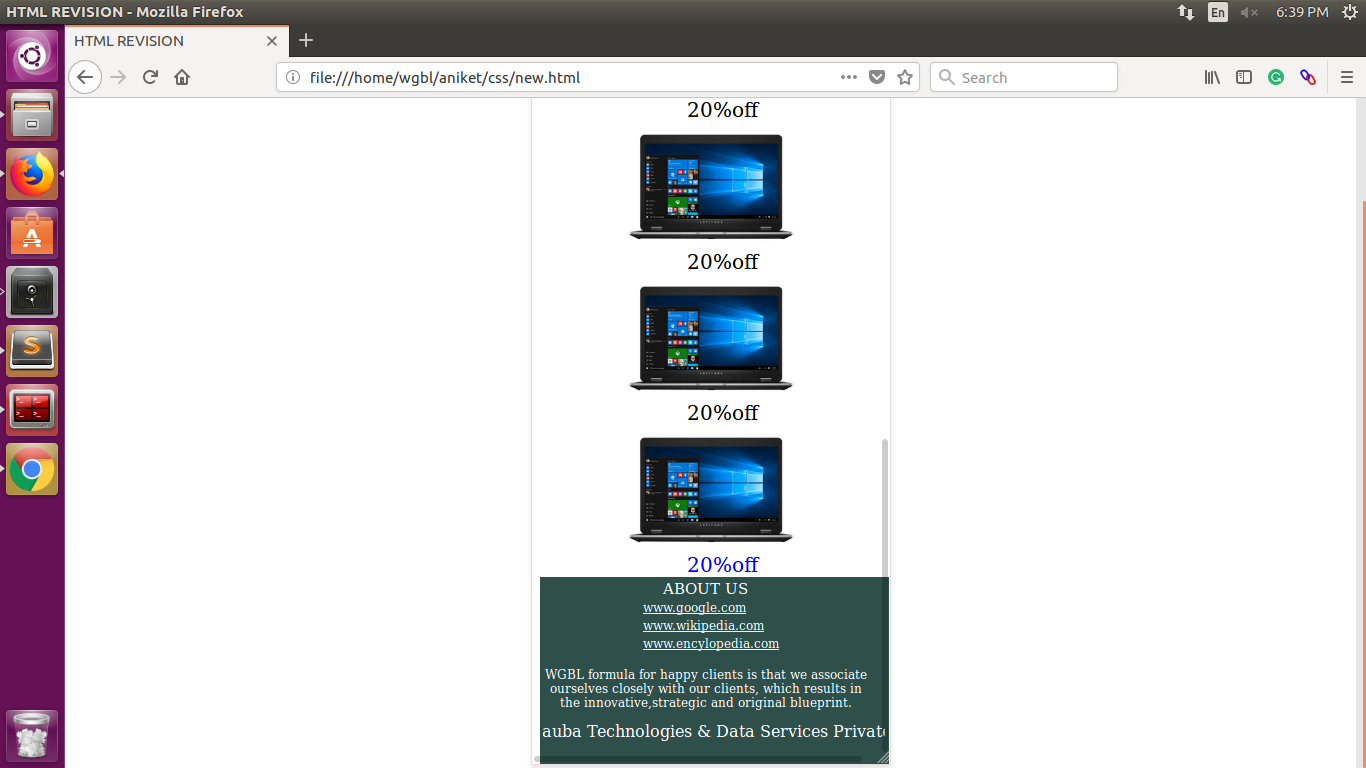 HTML REVISION - Mozilla Firefox
En
6:39 PM
HTML REVISION
file:///home/wgbl/aniket/css/new.html
Search
20%off
20%off
20%off
20%off
ABOUT US
www.google.com
www.wikipedia.com
www.encylopedia.com
WGBL formula for happy clients is that we associate
ourselves closely with our clients, which results in
the innovative,strategic and original blueprint.
auba Technologies & Data Services Private